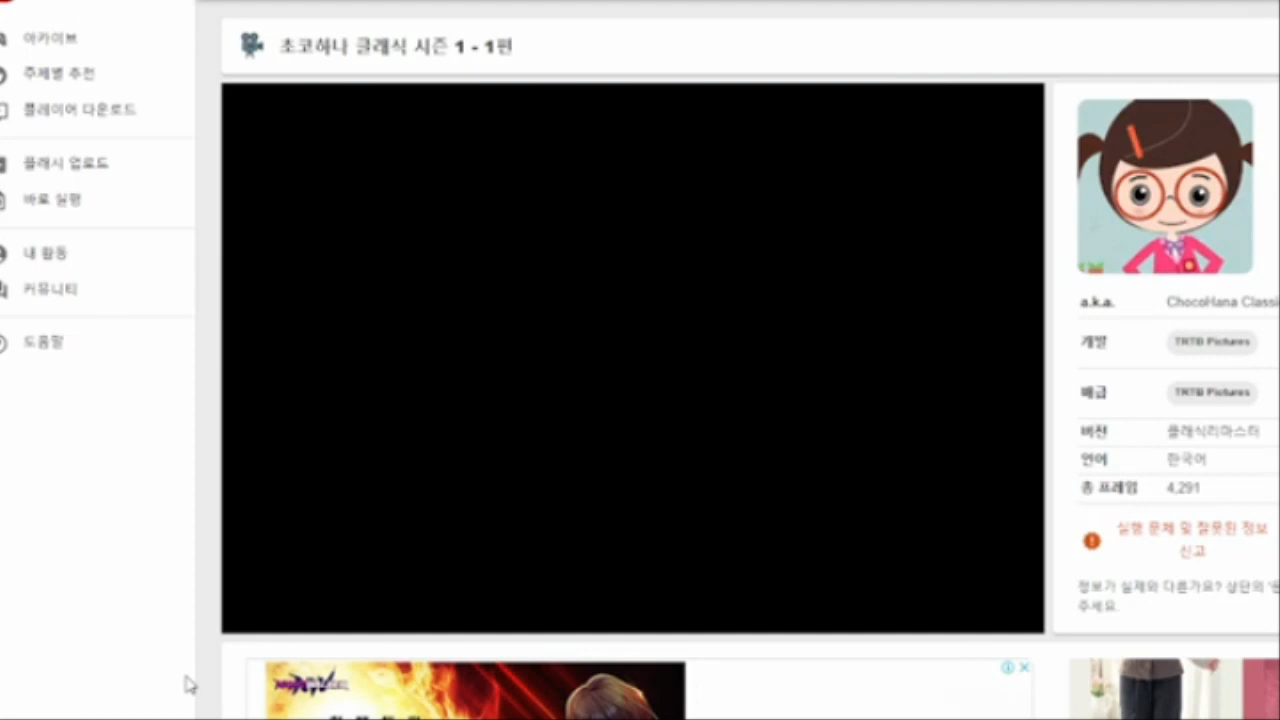 아카이브
주제별 추천
플레이어 다운로드
플래시 업로드
바로 실행
내 활동
커뮤니티
도움말
초코하나 클래식 시즌 1 - 1편
a.k.a. ChocoHana Classi
개발 TRTB Pictures
배급 TRTB Pictures
버전 클래식리마스터
언어 한국어
총 프레임 4,291
실행 문제 및 잘못된 정보
신고
정보가 실제와 다른가요? 상단의
주세요.